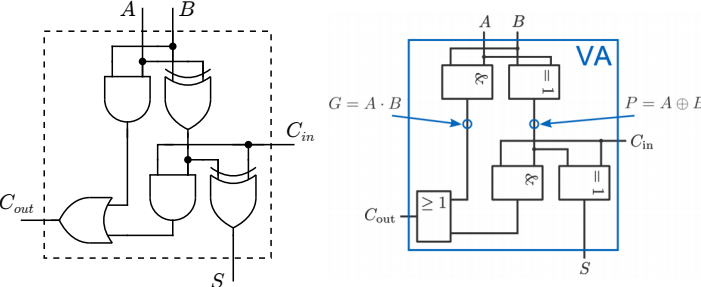 A B
C_in
C_out
S
A B
VA
&
=1
G = A · B
P = A ⊕ B
C_in
&
=1
≥ 1
C_out
S